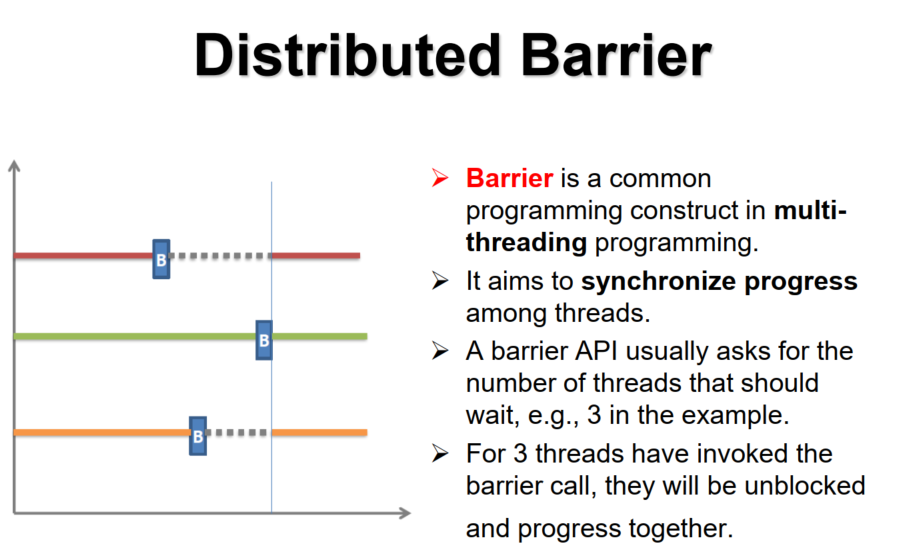 Distributed Barrier
B
B
B
Barrier is a common
programming construct in multi-
threading programming.
It aims to synchronize progress
among threads.
A barrier API usually asks for the
number of threads that should
wait, e.g., 3 in the example.
For 3 threads have invoked the
barrier call, they will be unblocked
and progress together.